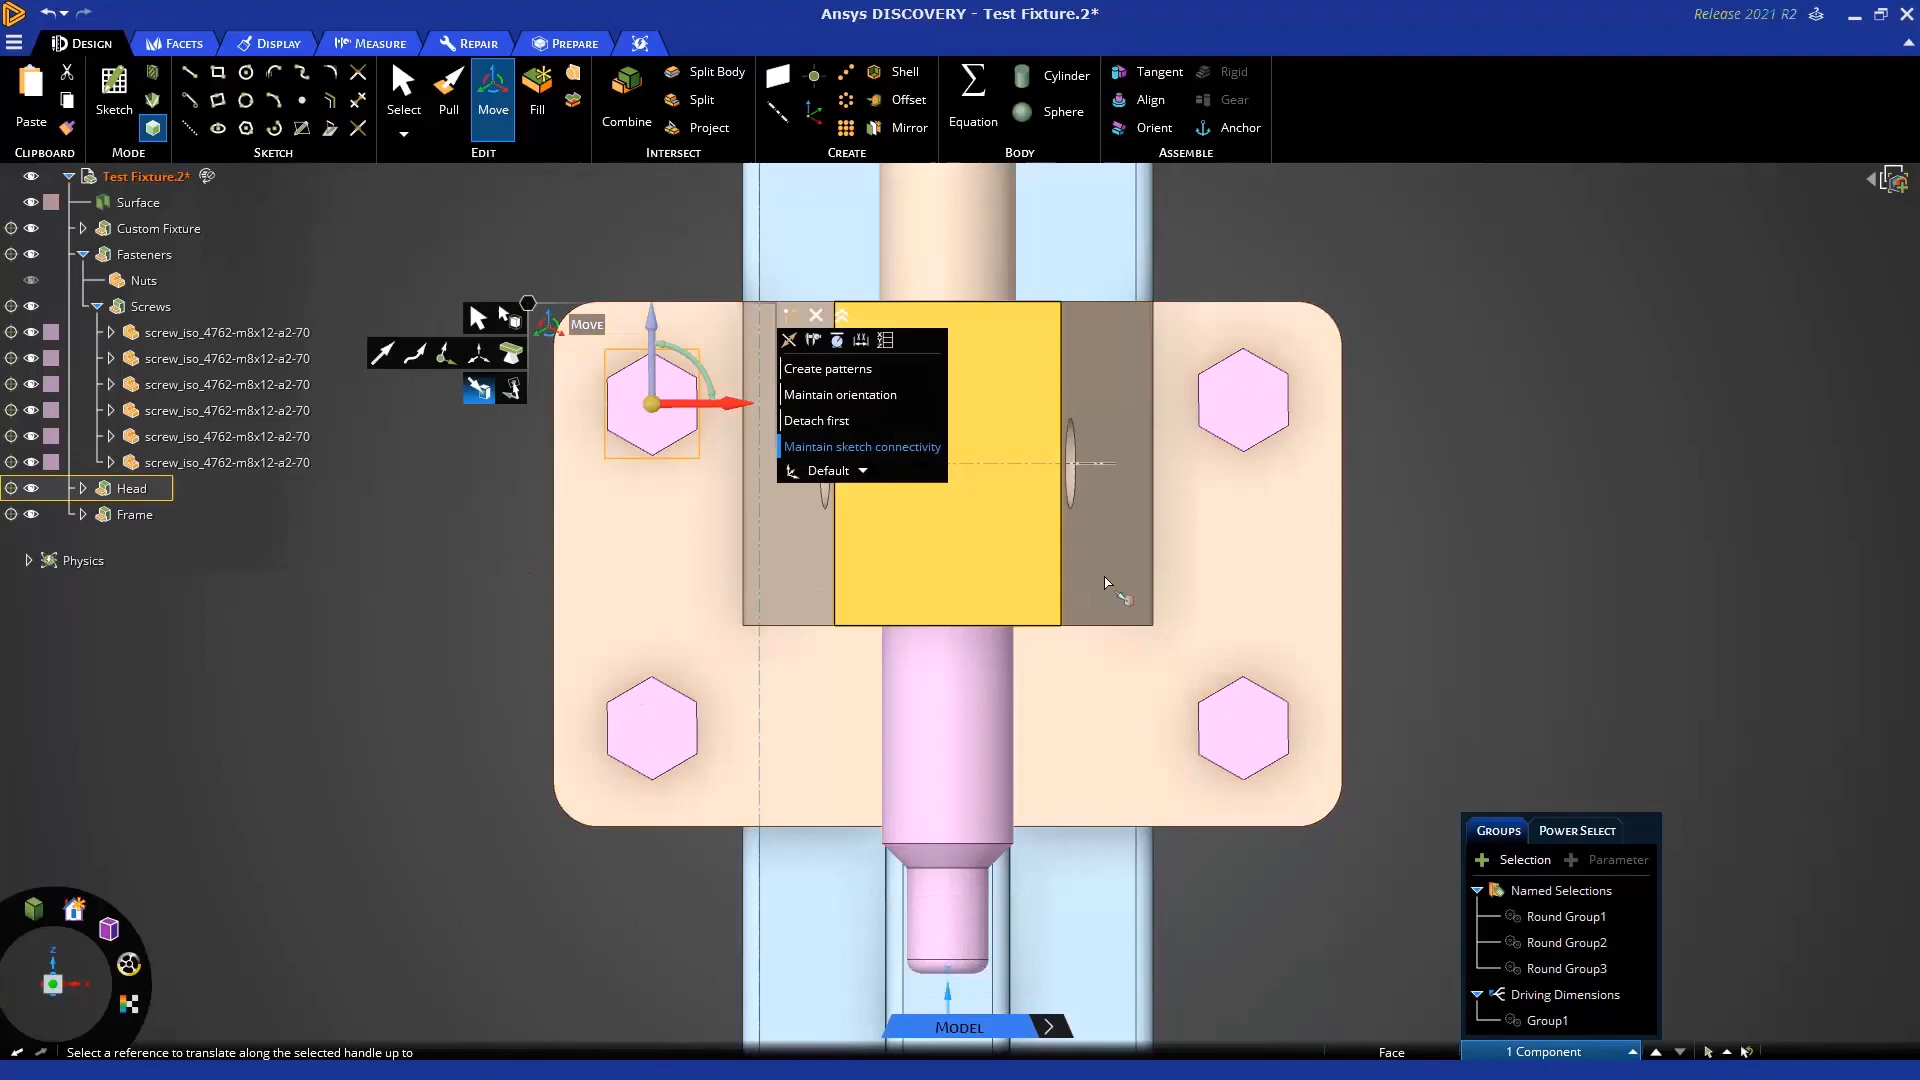 Ansys DISCOVERY - Test Fixture.2*
Release 2021 R2
DESIGN FACETS DISPLAY MEASURE REPAIR PREPARE
Paste
CLIPBOARD
Sketch
MODE
SKETCH
Select Pull Move Fill
EDIT
Combine
Split Body
Split
Project
INTERSECT
Shell
Offset
Mirror
CREATE
Equation
Cylinder
Sphere
BODY
Tangent Rigid
Align Gear
Orient Anchor
ASSEMBLE
Test Fixture.2*
Surface
Custom Fixture
Fasteners
Nuts
Screws
screw_iso_4762-m8x12-a2-70
screw_iso_4762-m8x12-a2-70
screw_iso_4762-m8x12-a2-70
screw_iso_4762-m8x12-a2-70
screw_iso_4762-m8x12-a2-70
screw_iso_4762-m8x12-a2-70
Head
Frame
Physics
MOVE
Create patterns
Maintain orientation
Detach first
Maintain sketch connectivity
Default
GROUPS POWER SELECT
Selection Parameter
Named Selections
Round Group1
Round Group2
Round Group3
Driving Dimensions
Group1
Z
X
MODEL
Select a reference to translate along the selected handle up to
Face
1 Component